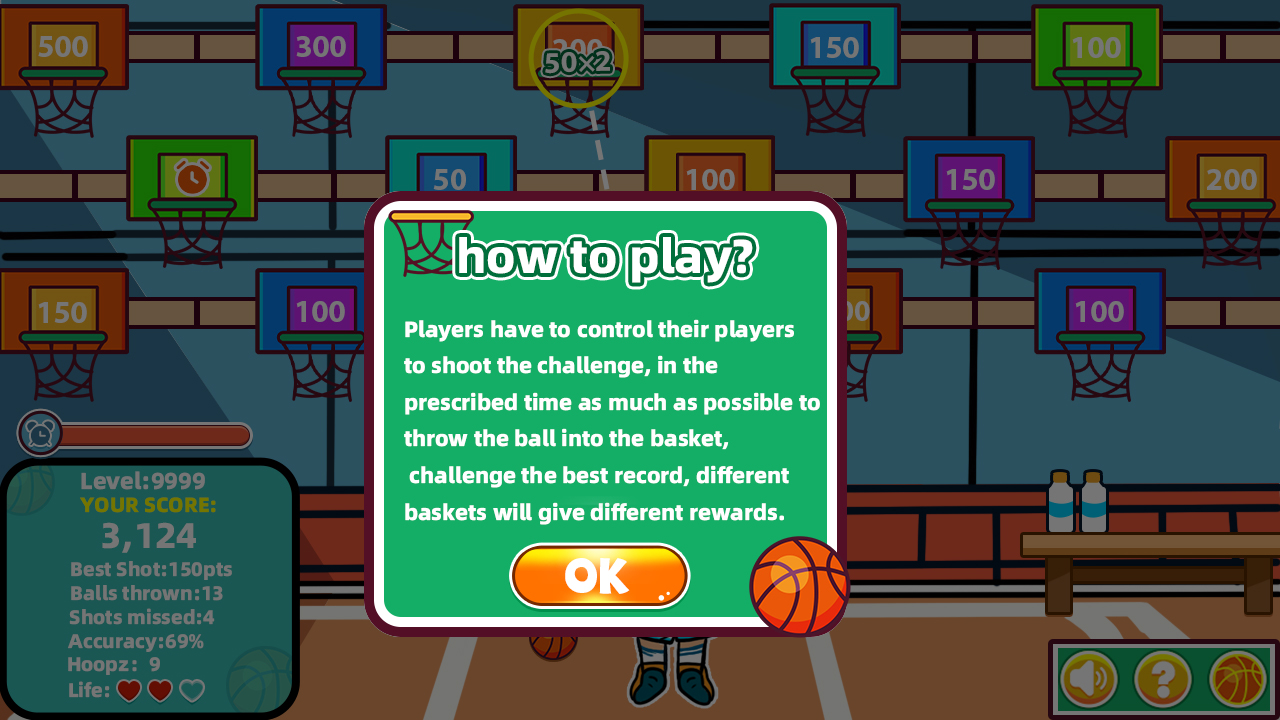 500
300
50×2
150
100
50
100
150
200
150
100
100
how to play?
Players have to control their players
to shoot the challenge, in the
prescribed time as much as possible to
throw the ball into the basket,
challenge the best record, different
baskets will give different rewards.
OK
Level:9999
YOUR SCORE:
3,124
Best Shot:150pts
Balls thrown:13
Shots missed:4
Accuracy:69%
Hoopz: 9
Life:
?